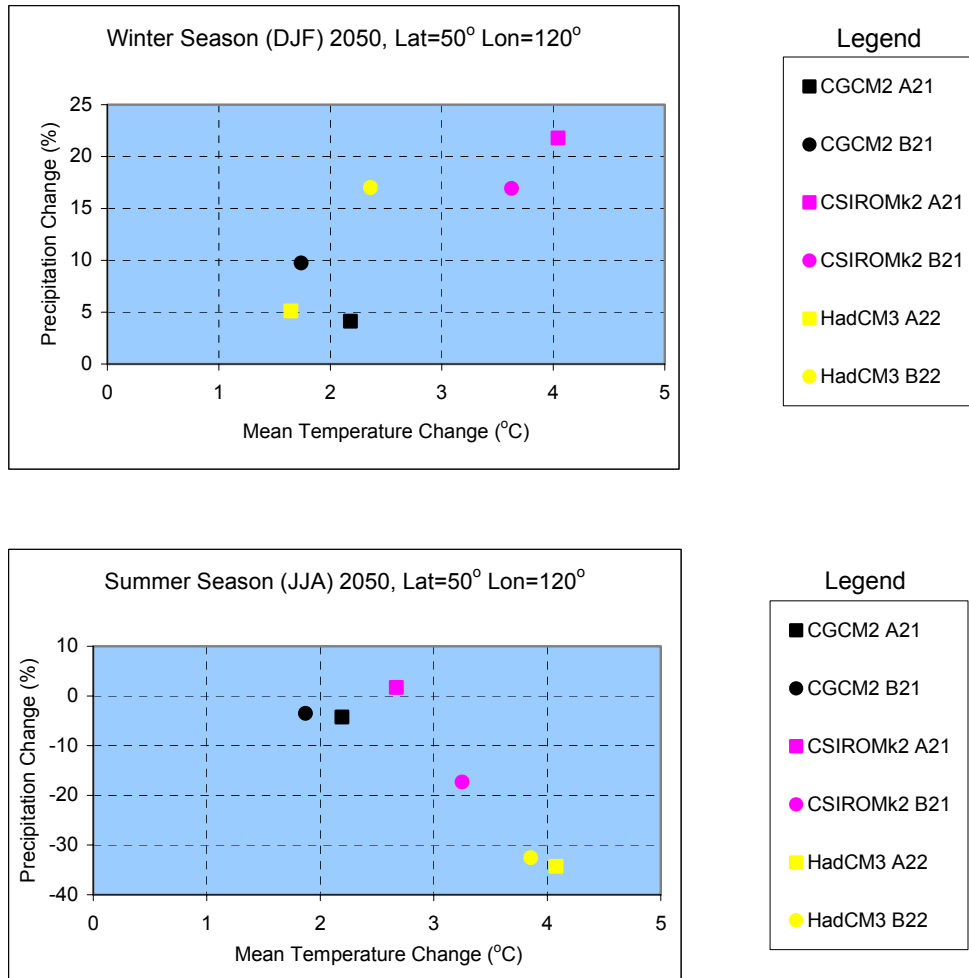 Winter Season (DJF) 2050, Lat=50° Lon=120°
Legend
CGCM2 A21
CGCM2 B21
CSIROMk2 A21
CSIROMk2 B21
HadCM3 A22
HadCM3 B22
Precipitation Change (%)
25
20
15
10
5
0
0 1 2 3 4 5
Mean Temperature Change (°C)
Summer Season (JJA) 2050, Lat=50° Lon=120°
Legend
CGCM2 A21
CGCM2 B21
CSIROMk2 A21
CSIROMk2 B21
HadCM3 A22
HadCM3 B22
Precipitation Change (%)
10
0
-10
-20
-30
-40
0 1 2 3 4 5
Mean Temperature Change (°C)